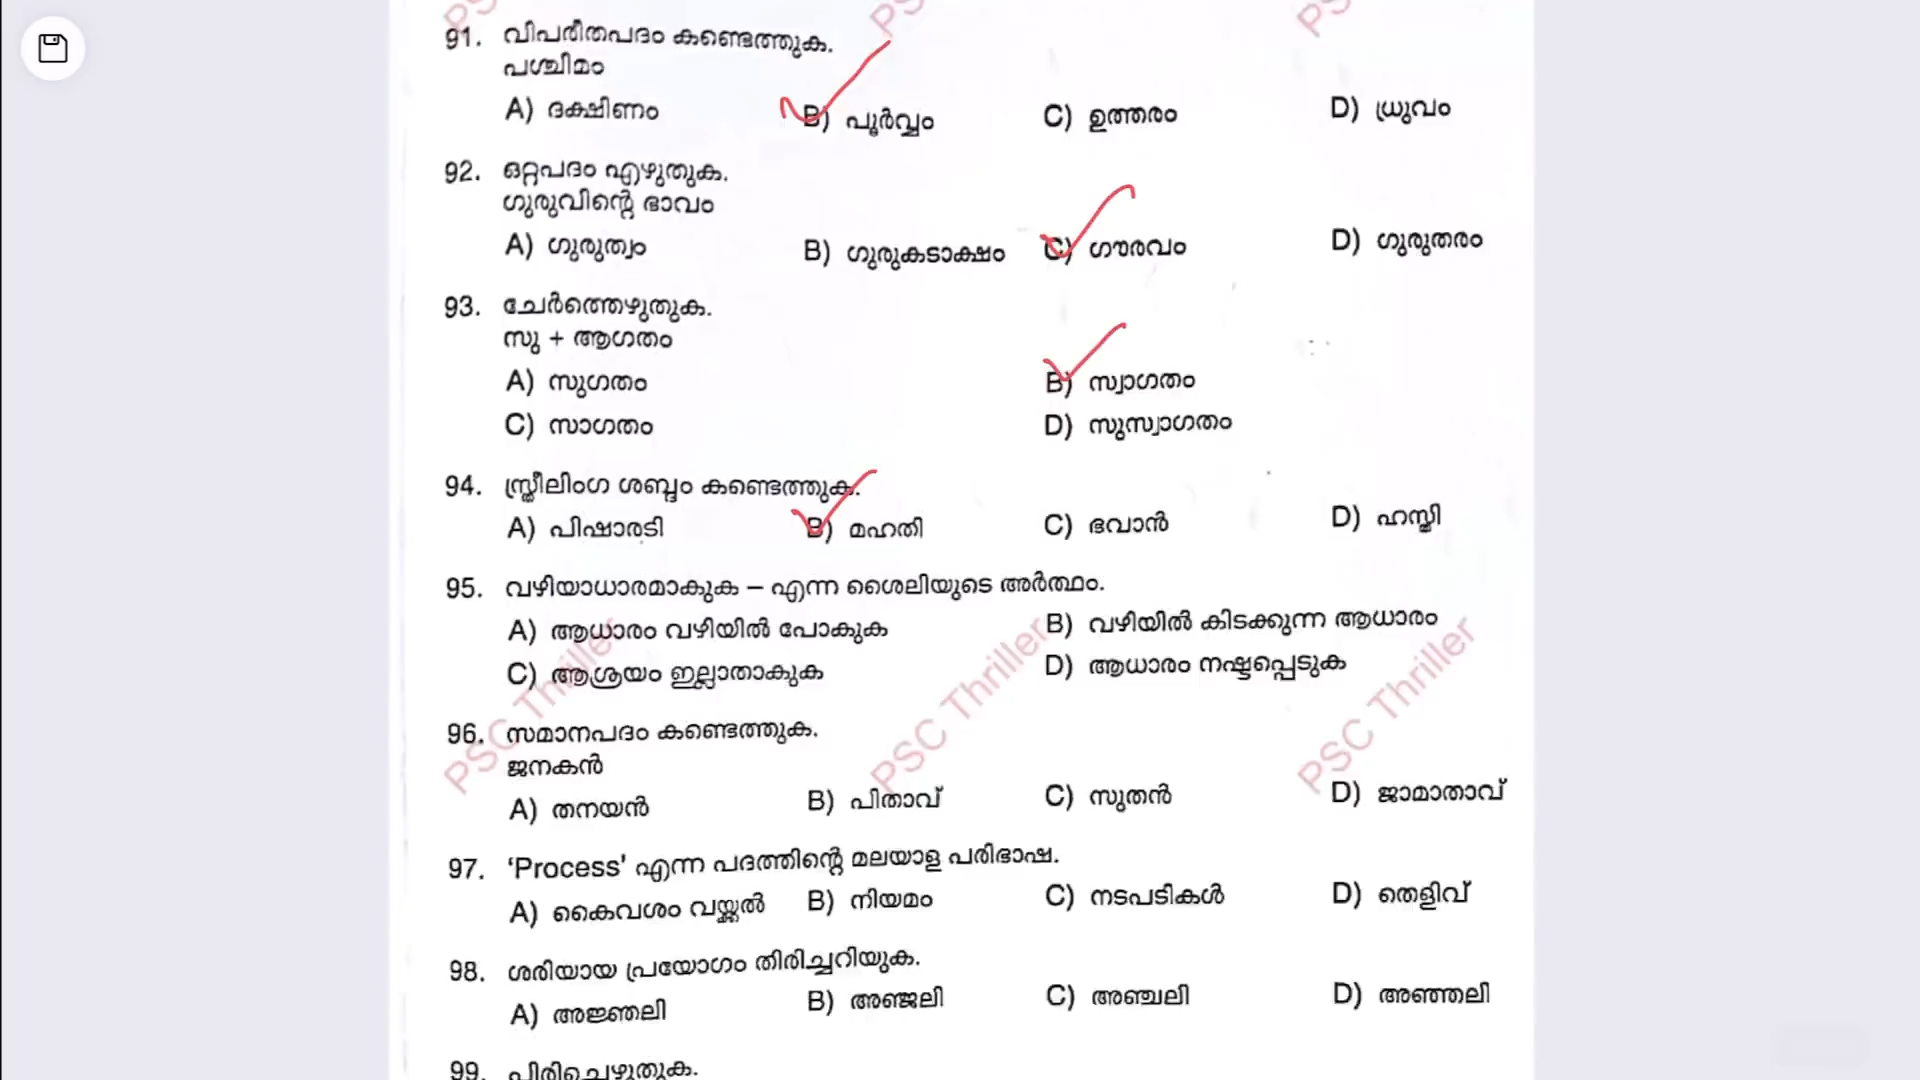 91. വിപരീതപദം കണ്ടെത്തുക.
പശ്ചിമം
A) ദക്ഷിണം B) പൂർവ്വം C) ഉത്തരം D) ധ്രുവം
92. ഒറ്റപദം എഴുതുക.
ഗുരുവിന്റെ ഭാവം
A) ഗുരുത്വം B) ഗുരുകടാക്ഷം C) ഗൗരവം D) ഗുരുതരം
93. ചേർത്തെഴുതുക.
സു + ആഗതം
A) സുഗതം B) സ്വാഗതം
C) സാഗതം D) സുസ്വാഗതം
94. സ്ത്രീലിംഗ ശബ്ദം കണ്ടെത്തുക.
A) പിഷാരടി B) മഹതി C) ഭവാൻ D) ഹസ്തി
95. വഴിയാധാരമാകുക – എന്ന ശൈലിയുടെ അർത്ഥം.
A) ആധാരം വഴിയിൽ പോകുക B) വഴിയിൽ കിടക്കുന്ന ആധാരം
C) ആശ്രയം ഇല്ലാതാകുക D) ആധാരം നഷ്ടപ്പെടുക
96. സമാനപദം കണ്ടെത്തുക.
ജനകൻ
A) തനയൻ B) പിതാവ് C) സുതൻ D) ജാമാതാവ്
97. ‘Process’ എന്ന പദത്തിന്റെ മലയാള പരിഭാഷ.
A) കൈവശം വയ്ക്കൽ B) നിയമം C) നടപടികൾ D) തെളിവ്
98. ശരിയായ പ്രയോഗം തിരിച്ചറിയുക.
A) അജ്ഞലി B) അഞ്ജലി C) അഞ്ചലി D) അഞ്ഞലി
99. പിരിച്ചെഴുതുക.
PSC Thriller
PSC Thriller
PSC Thriller
PS
PS
PS